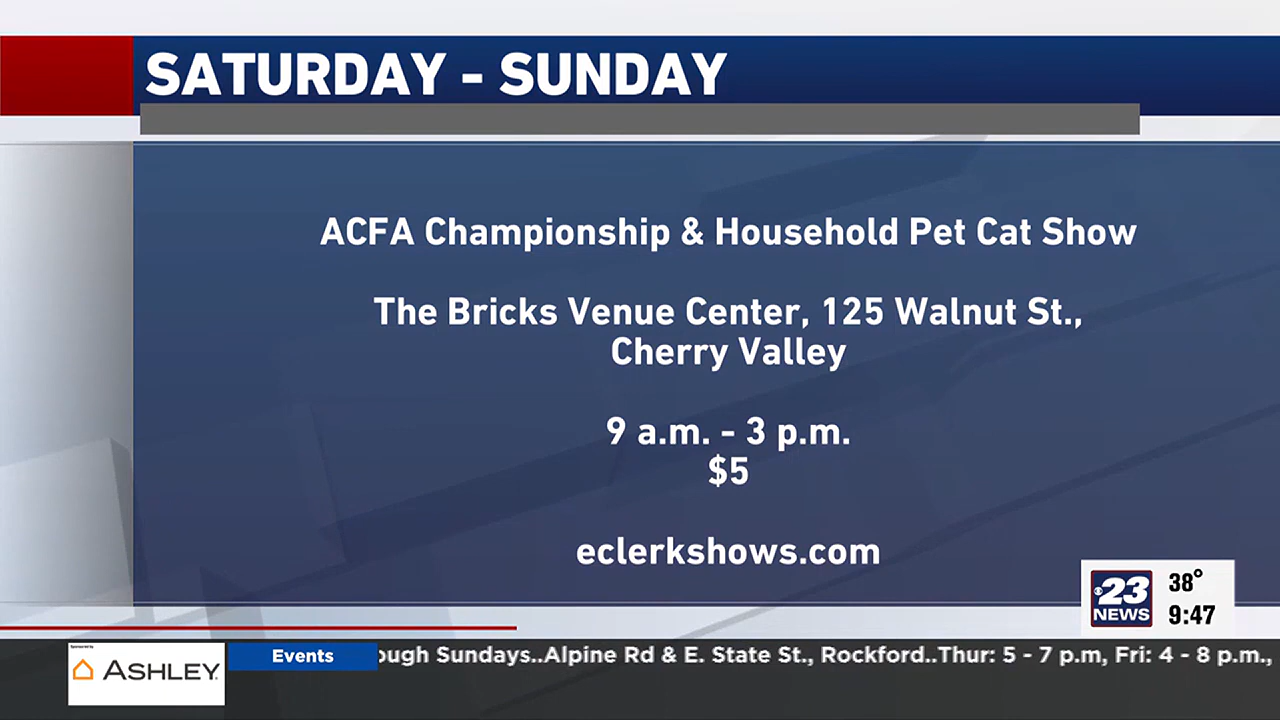 SATURDAY - SUNDAY
ACFA Championship & Household Pet Cat Show
The Bricks Venue Center, 125 Walnut St.,
Cherry Valley
9 a.m. - 3 p.m.
$5
eclerkshows.com
23
NEWS
38°
9:47
Sponsored by
ASHLEY
Events
ough Sundays..Alpine Rd & E. State St., Rockford..Thur: 5 - 7 p.m, Fri: 4 - 8 p.m.,